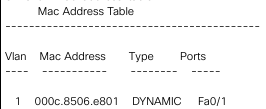 Mac Address Table
-------------------------------------------
Vlan Mac Address Type Ports
---- ----------- -------- -----
1 000c.8506.e801 DYNAMIC Fa0/1